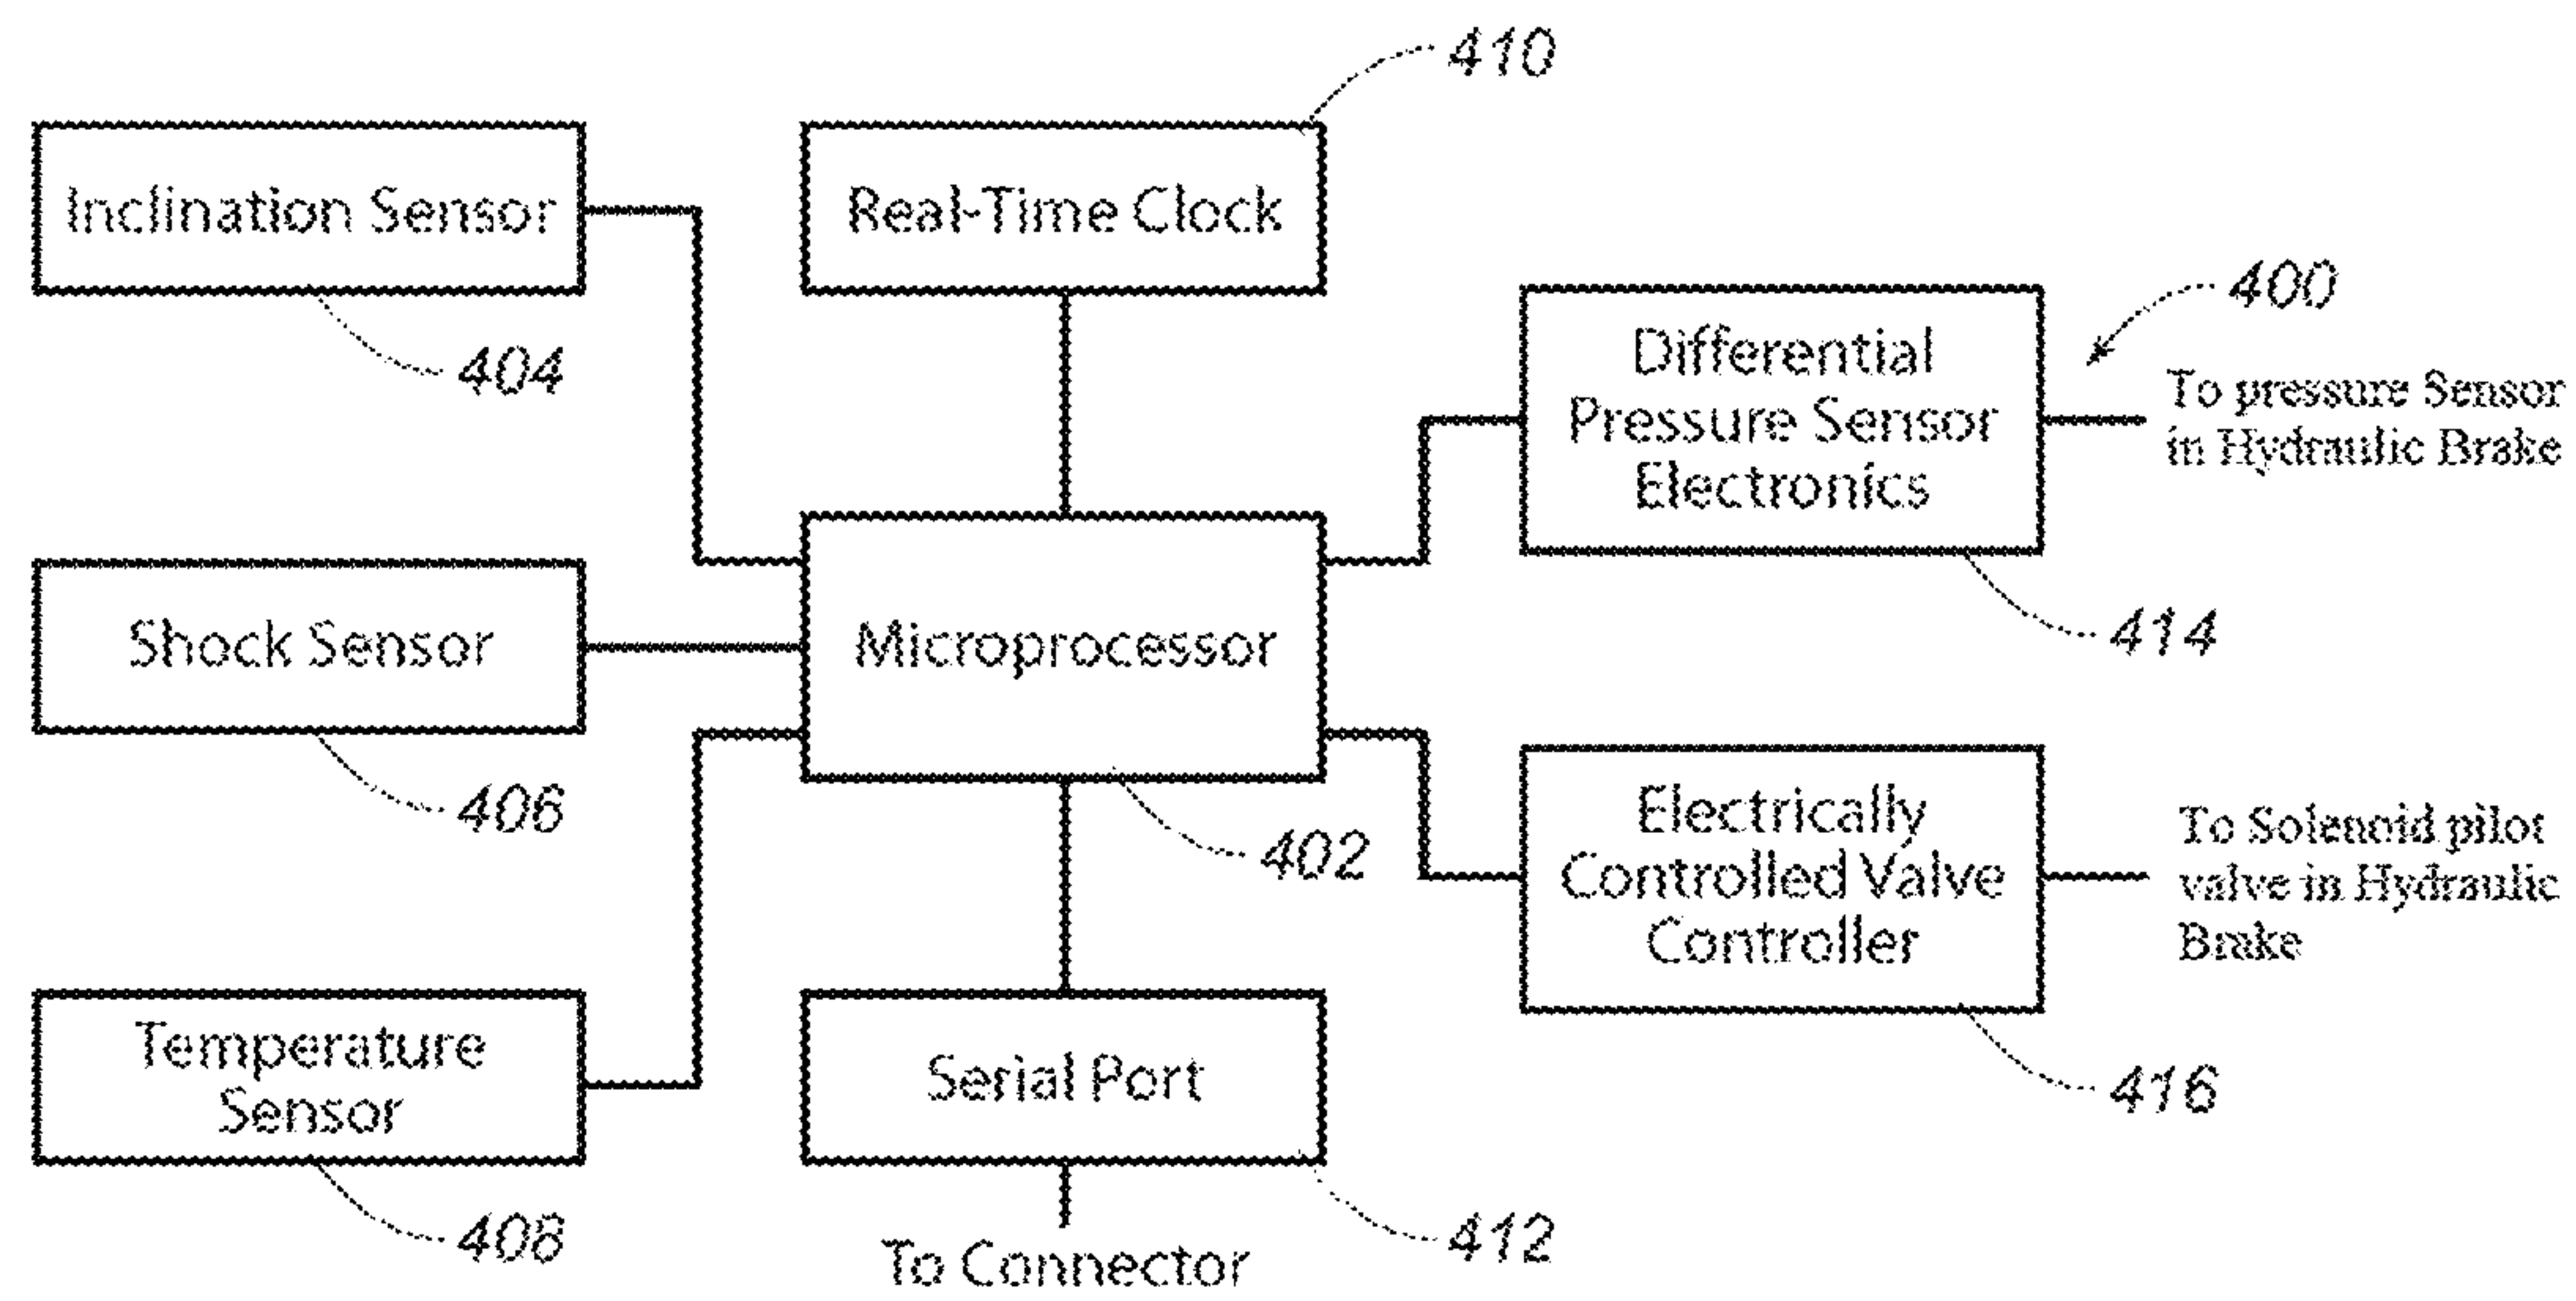 410
Inclination Sensor
Real-Time Clock
400
404
Differential
Pressure Sensor
Electronics
To pressure Sensor
in Hydraulic Brake
Shock Sensor
Microprocessor
414
406
402
Electrically
Controlled Valve
Controller
To Solenoid pilot
valve in Hydraulic
Brake
Temperature
Sensor
Serial Port
416
408
412
To Connector